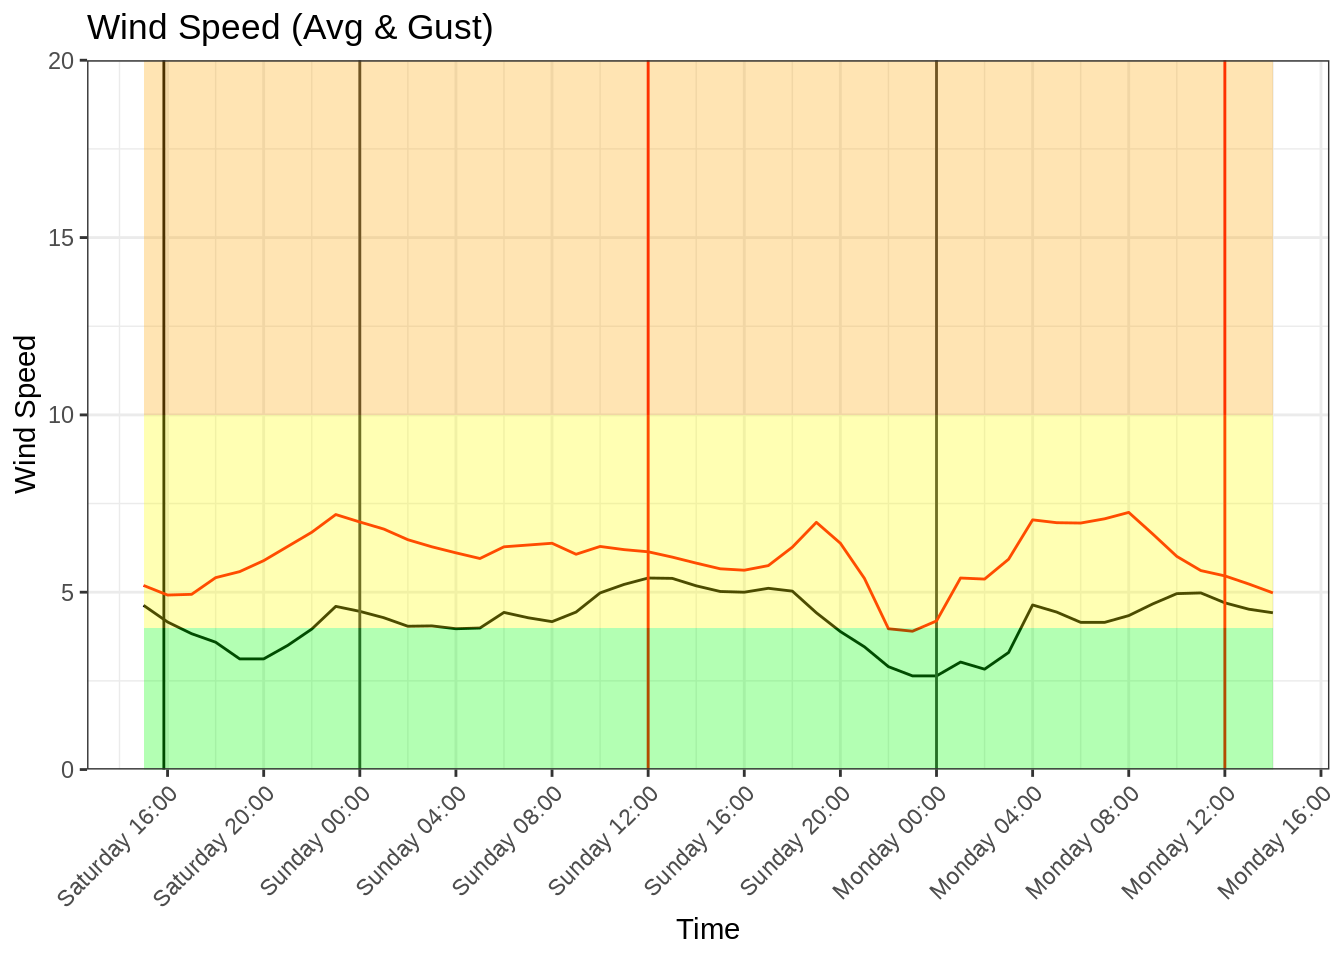 Wind Speed (Avg & Gust)
20
15
10
5
0
Wind Speed
Saturday 16:00
Saturday 20:00
Sunday 00:00
Sunday 04:00
Sunday 08:00
Sunday 12:00
Sunday 16:00
Sunday 20:00
Monday 00:00
Monday 04:00
Monday 08:00
Monday 12:00
Monday 16:00
Time